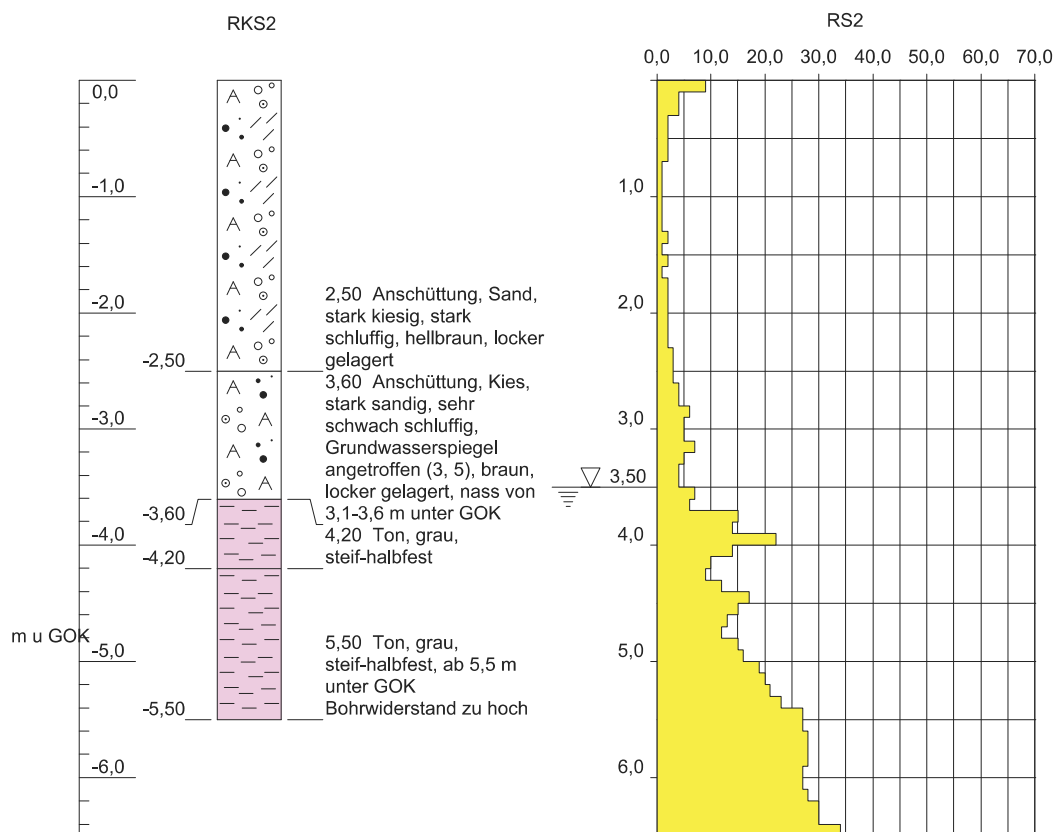 RKS2
0,0
-1,0
-2,0
-2,50
-3,0
-3,60
-4,0
-4,20
m u GOK
-5,0
-5,50
-6,0
2,50 Anschüttung, Sand,
stark kiesig, stark
schluffig, hellbraun, locker
gelagert
3,60 Anschüttung, Kies,
stark sandig, sehr
schwach schluffig,
Grundwasserspiegel
angetroffen (3, 5), braun,
locker gelagert, nass von
3,1-3,6 m unter GOK
4,20 Ton, grau,
steif-halbfest
5,50 Ton, grau,
steif-halbfest, ab 5,5 m
unter GOK
Bohrwiderstand zu hoch
RS2
0,0 10,0 20,0 30,0 40,0 50,0 60,0 70,0
1,0
2,0
3,0
3,50
4,0
5,0
6,0